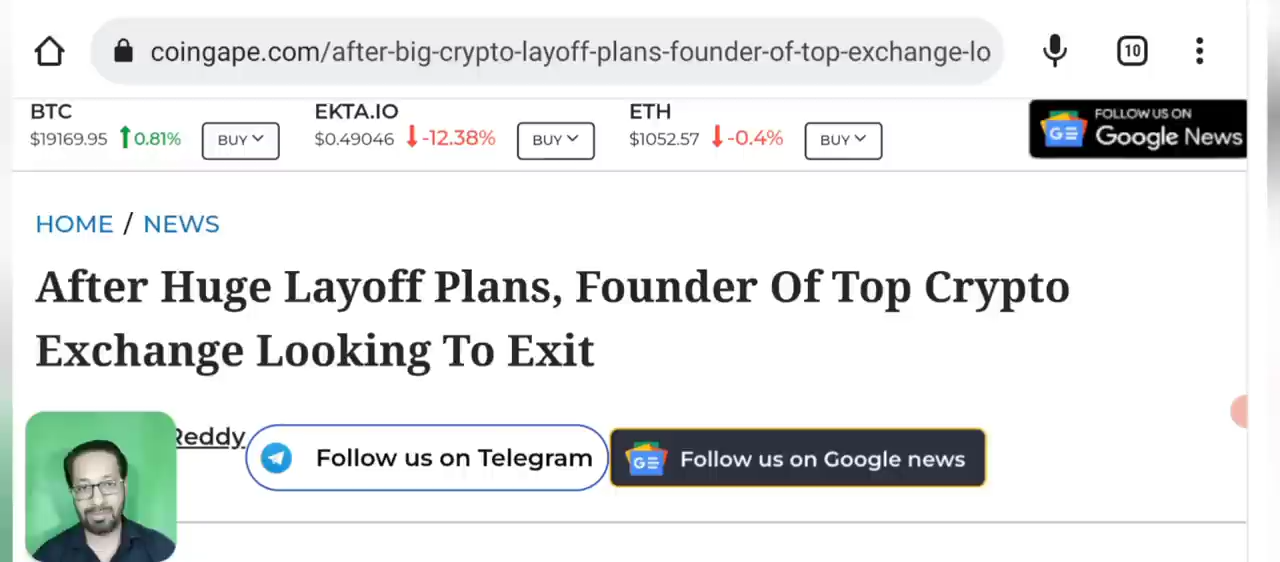 coingape.com/after-big-crypto-layoff-plans-founder-of-top-exchange-lo
10
BTC
$19169.95 0.81% BUY
EKTA.IO
$0.49046 -12.38% BUY
ETH
$1052.57 -0.4% BUY
FOLLOW US ON
Google News
HOME / NEWS
After Huge Layoff Plans, Founder Of Top Crypto
Exchange Looking To Exit
Reddy
Follow us on Telegram
GE Follow us on Google news